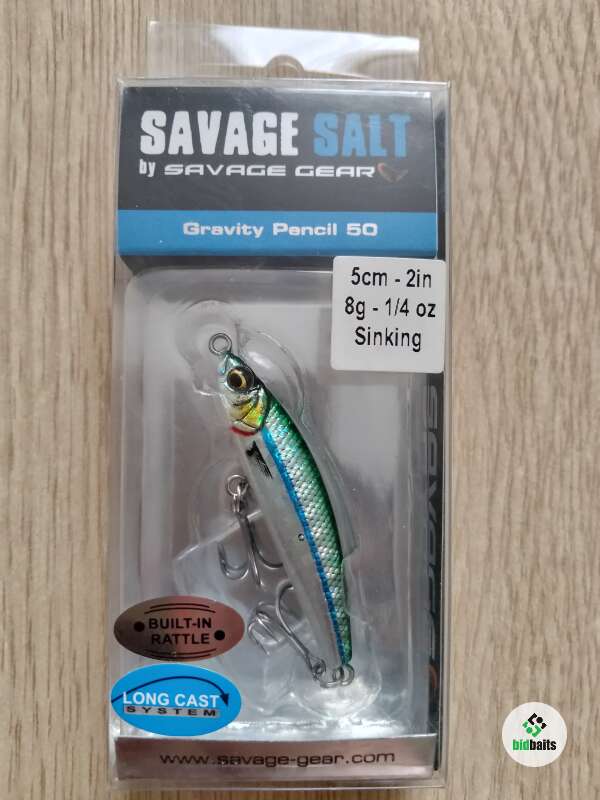 SAVAGE SALT
by SAVAGE GEAR
Gravity Pencil 50
5cm - 2in
8g - 1/4 oz
Sinking
SAVAGE
BUILT-IN
RATTLE
LONG CAST
SYSTEM
www.savage-gear.com
bidbaits